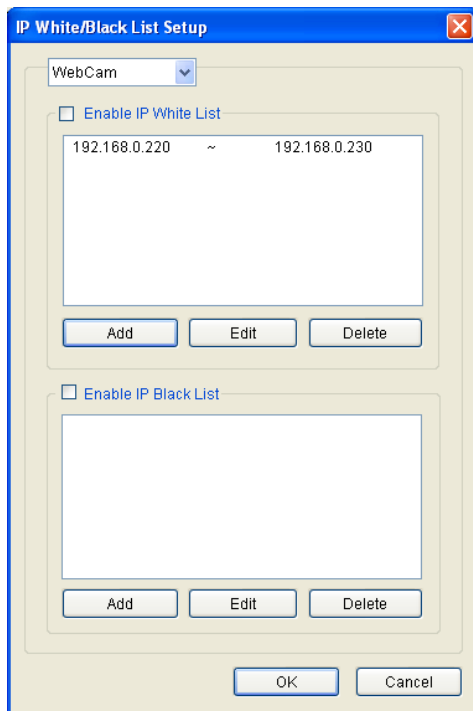 IP White/Black List Setup
WebCam
Enable IP White List
192.168.0.220 ~ 192.168.0.230
Add Edit Delete
Enable IP Black List
Add Edit Delete
OK Cancel